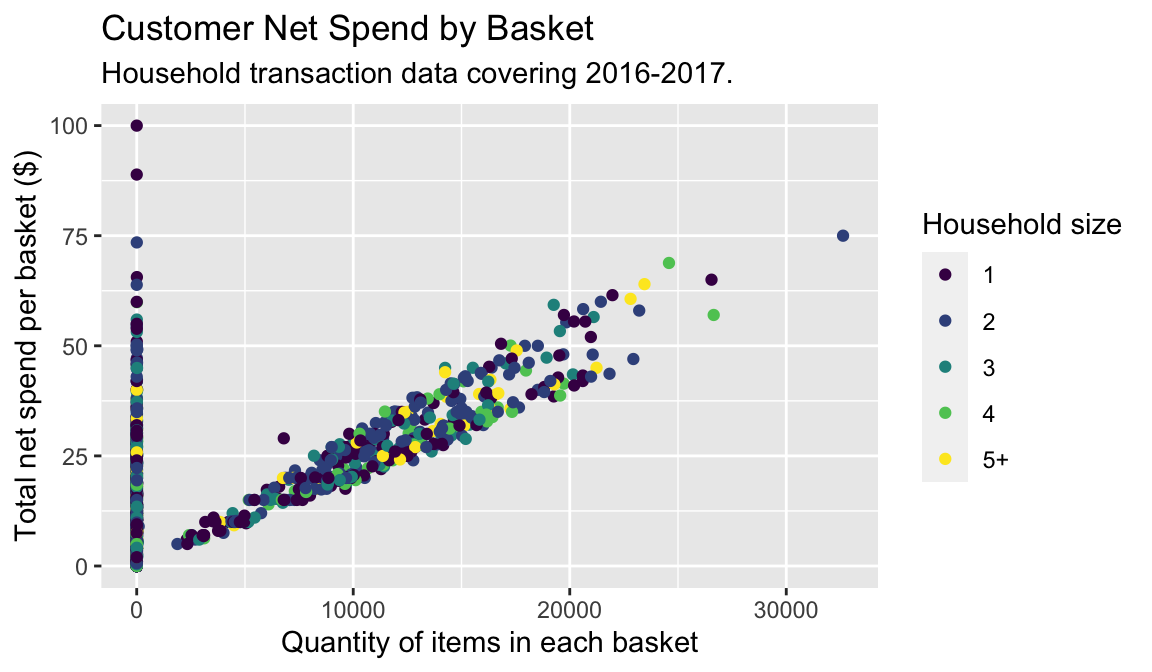 Customer Net Spend by Basket
Household transaction data covering 2016-2017.
Total net spend per basket ($)
100
75
50
25
0
0 10000 20000 30000
Quantity of items in each basket
Household size
1
2
3
4
5+